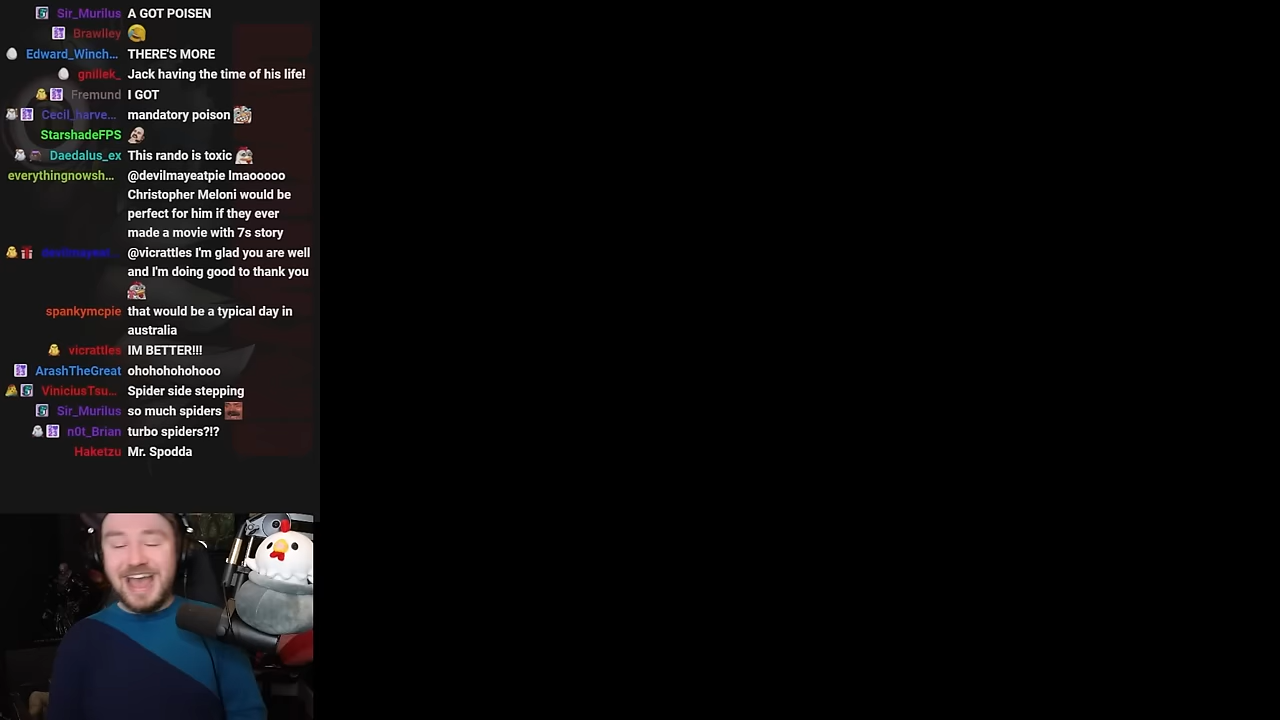 Sir_Murilus A GOT POISEN
Brawlley
Edward_Winch... THERE'S MORE
gnillek_ Jack having the time of his life!
Fremund I GOT
Cecil_harve... mandatory poison
StarshadeFPS
Daedalus_ex This rando is toxic
everythingnowsh... @devilmayeatpie lmaooooo
Christopher Meloni would be
perfect for him if they ever
made a movie with 7s story
devilmayeat... @vicrattles I'm glad you are well
and I'm doing good to thank you
spankymcpie that would be a typical day in
australia
vicrattles IM BETTER!!!
ArashTheGreat ohohohohohooo
ViniciusTsu... Spider side stepping
Sir_Murilus so much spiders
n0t_Brian turbo spiders?!?
Haketzu Mr. Spodda